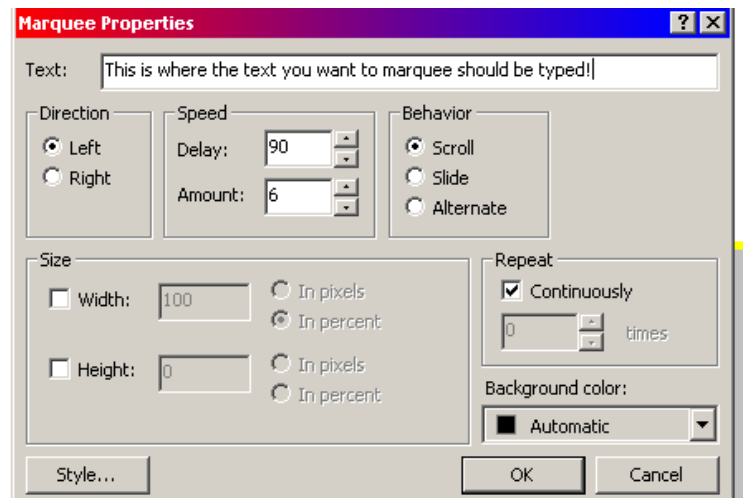 Marquee Properties
Text: This is where the text you want to marquee should be typed!
Direction
Left
Right
Speed
Delay: 90
Amount: 6
Behavior
Scroll
Slide
Alternate
Size
Width: 100
In pixels
In percent
Height: 0
In pixels
In percent
Repeat
Continuously
0 times
Background color:
Automatic
Style... OK Cancel